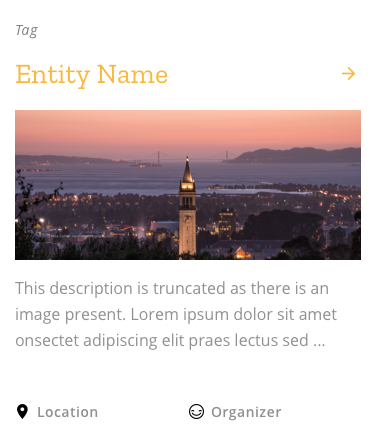 Tag
Entity Name
This description is truncated as there is an
image present. Lorem ipsum dolor sit amet
onsectet adipiscing elit praes lectus sed ...
Location
Organizer